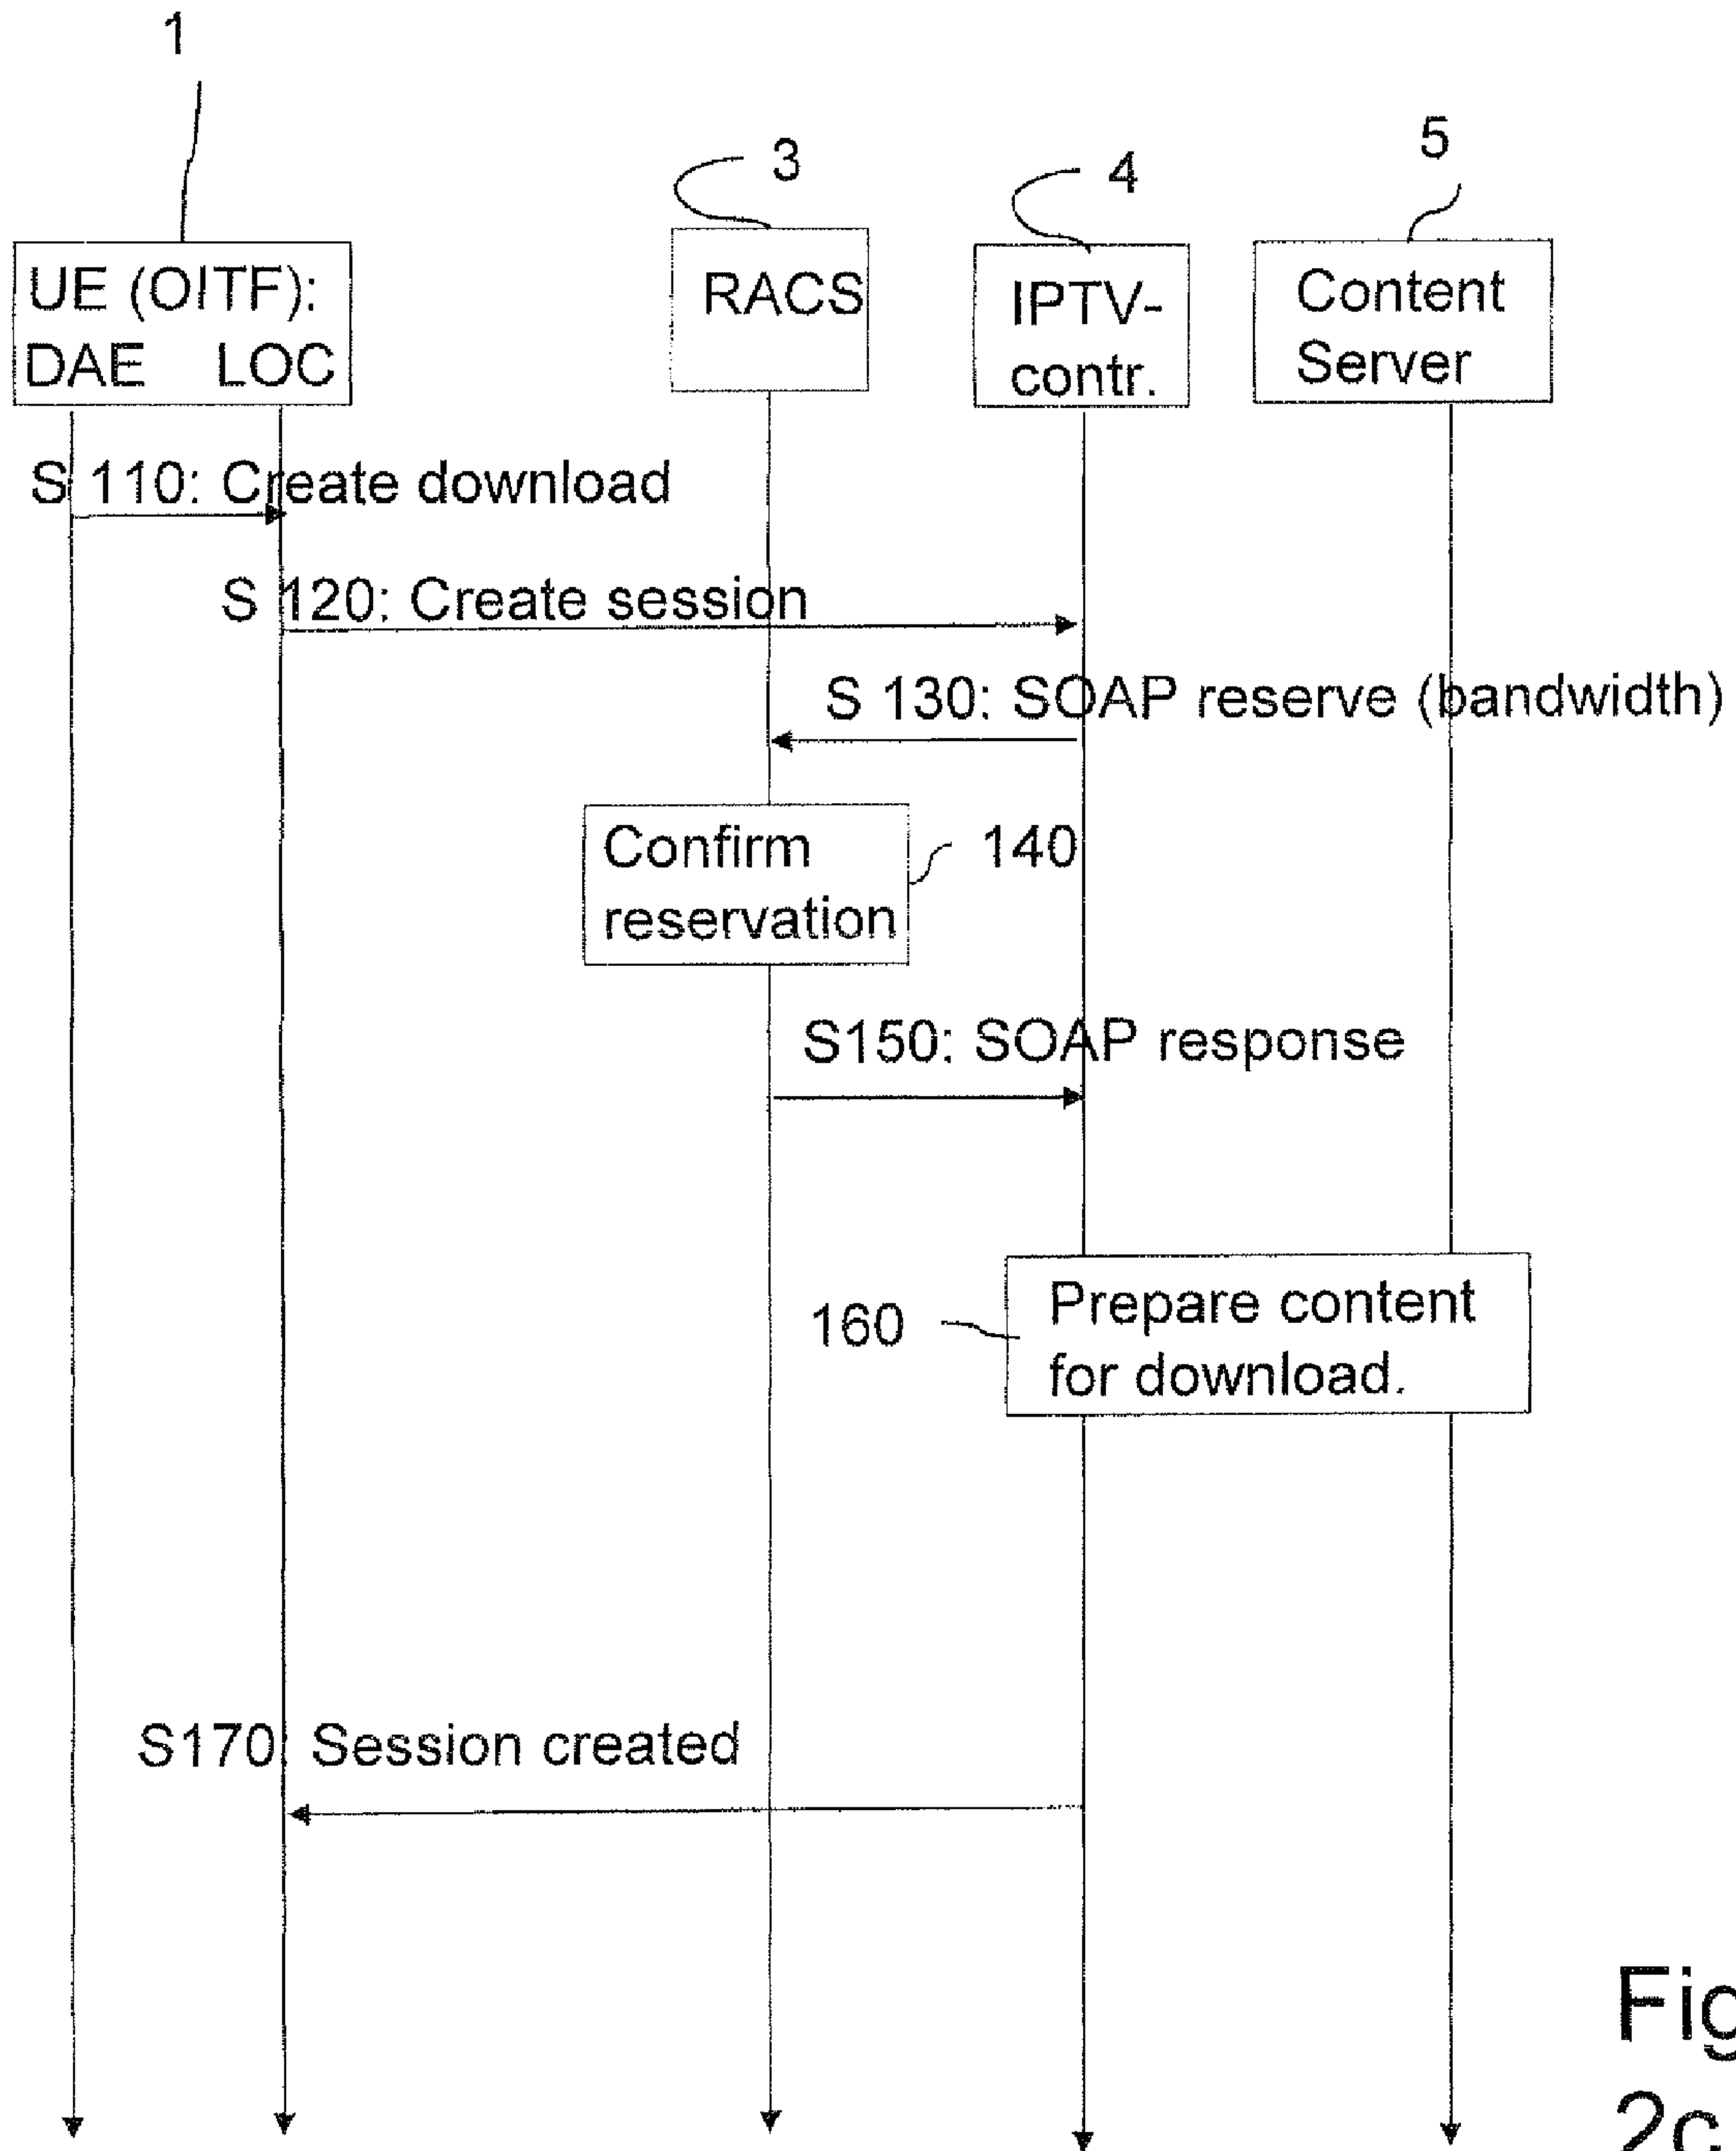 1
3
4
5
UE (OITF):
DAE LOC
RACS
IPTV-
contr.
Content
Server
S 110: Create download
S 120: Create session
S 130: SOAP reserve (bandwidth)
Confirm
reservation
140
S150: SOAP response
160
Prepare content
for download.
S170: Session created
Fig
2c